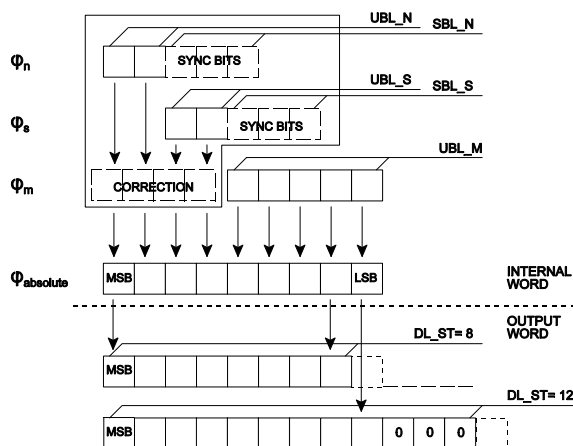 UBL_N SBL_N
φn SYNC BITS
UBL_S SBL_S
φs SYNC BITS
UBL_M
φm CORRECTION
φabsolute MSB LSB INTERNAL WORD
OUTPUT WORD
DL_ST= 8
MSB
DL_ST= 12
MSB 0 0 0